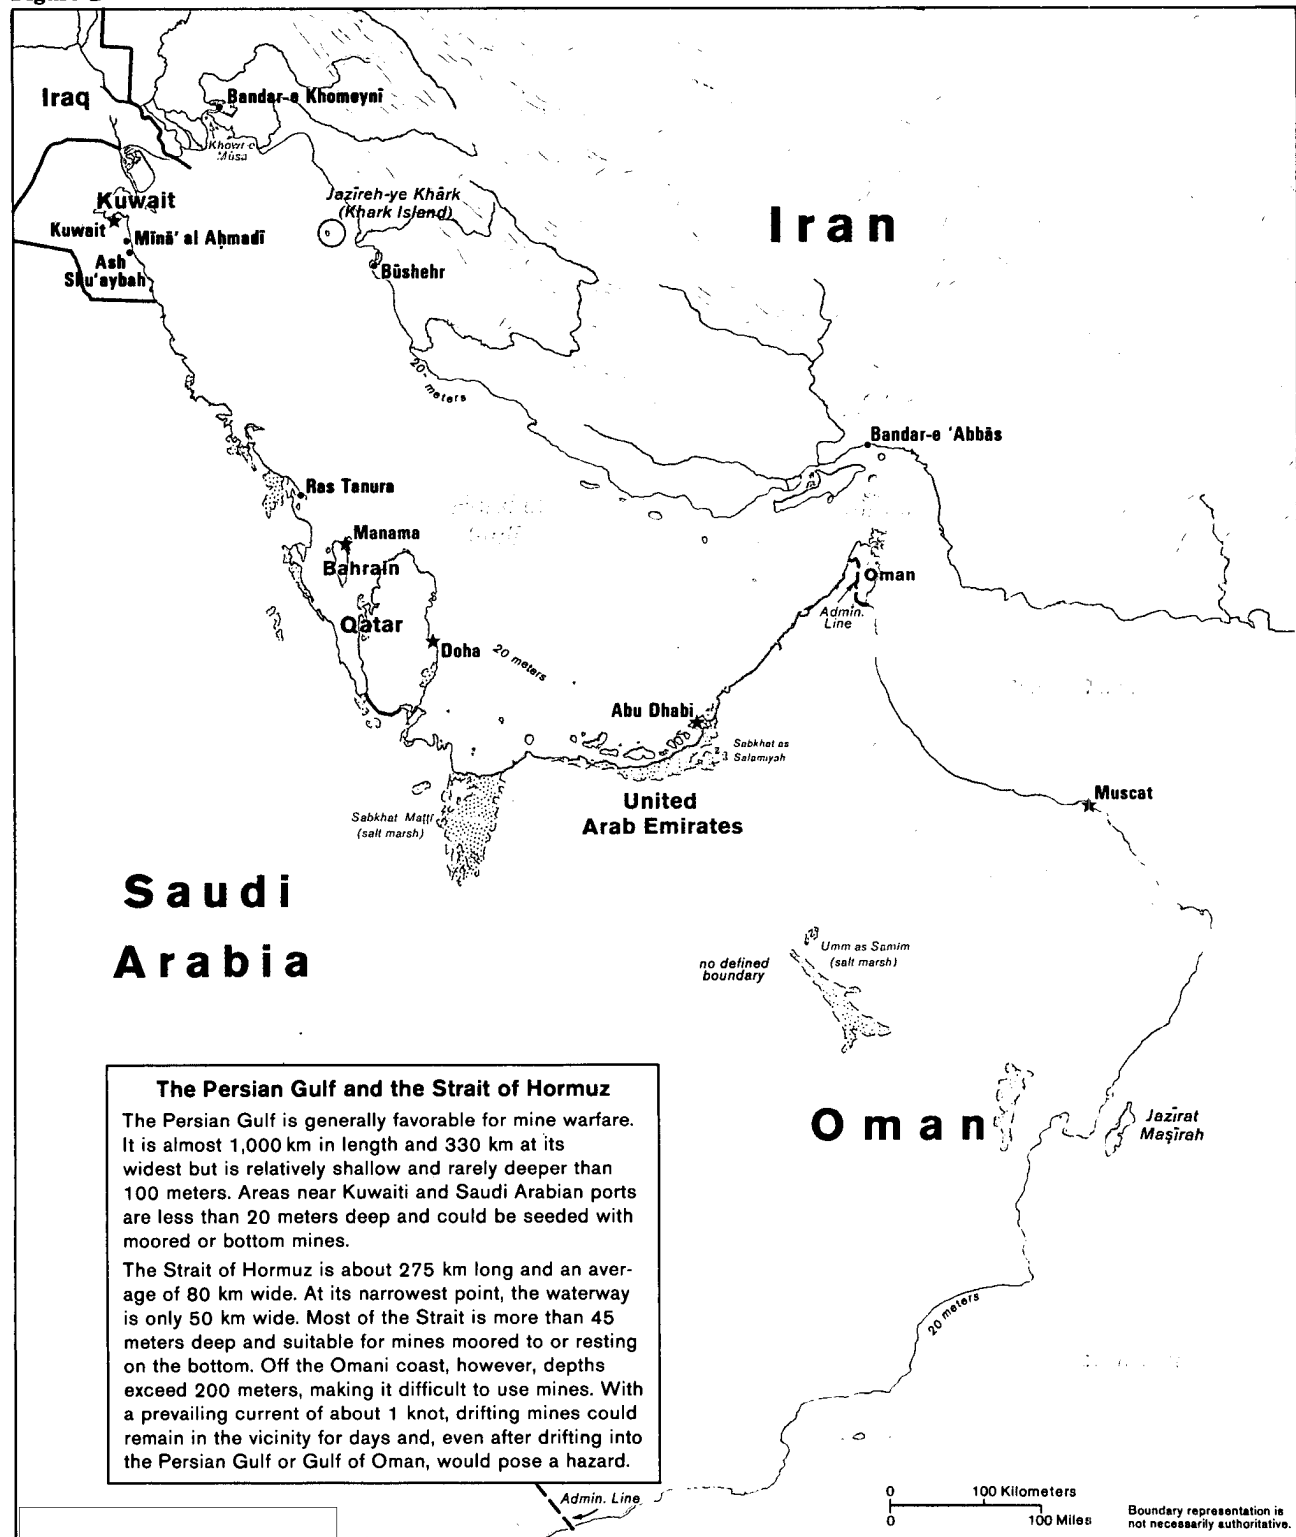 Iraq
Bandar-e Khomeynī
Khowr-e
Mūsá
Kuwait
Kuwait
Mīnā' al Aḩmadī
Ash
Shu'aybah
Jazīreh-ye Khārk
(Khark Island)
Būshehr
Iran
20 meters
Bandar-e 'Abbās
Ras Tanura
Manama
Bahrain
Qatar
Doha
20 meters
Oman
Admin.
Line
Abu Dhabi
Sabkhat as
Salamiyah
United
Arab Emirates
Sabkhat Maţţī
(salt marsh)
Muscat
Saudi
Arabia
Umm as Samim
(salt marsh)
no defined
boundary
Oman
Jazīrat
Maşīrah
20 meters
The Persian Gulf and the Strait of Hormuz
The Persian Gulf is generally favorable for mine warfare.
It is almost 1,000 km in length and 330 km at its
widest but is relatively shallow and rarely deeper than
100 meters. Areas near Kuwaiti and Saudi Arabian ports
are less than 20 meters deep and could be seeded with
moored or bottom mines.
The Strait of Hormuz is about 275 km long and an aver-
age of 80 km wide. At its narrowest point, the waterway
is only 50 km wide. Most of the Strait is more than 45
meters deep and suitable for mines moored to or resting
on the bottom. Off the Omani coast, however, depths
exceed 200 meters, making it difficult to use mines. With
a prevailing current of about 1 knot, drifting mines could
remain in the vicinity for days and, even after drifting into
the Persian Gulf or Gulf of Oman, would pose a hazard.
Admin. Line
0 100 Kilometers
0 100 Miles
Boundary representation is
not necessarily authoritative.